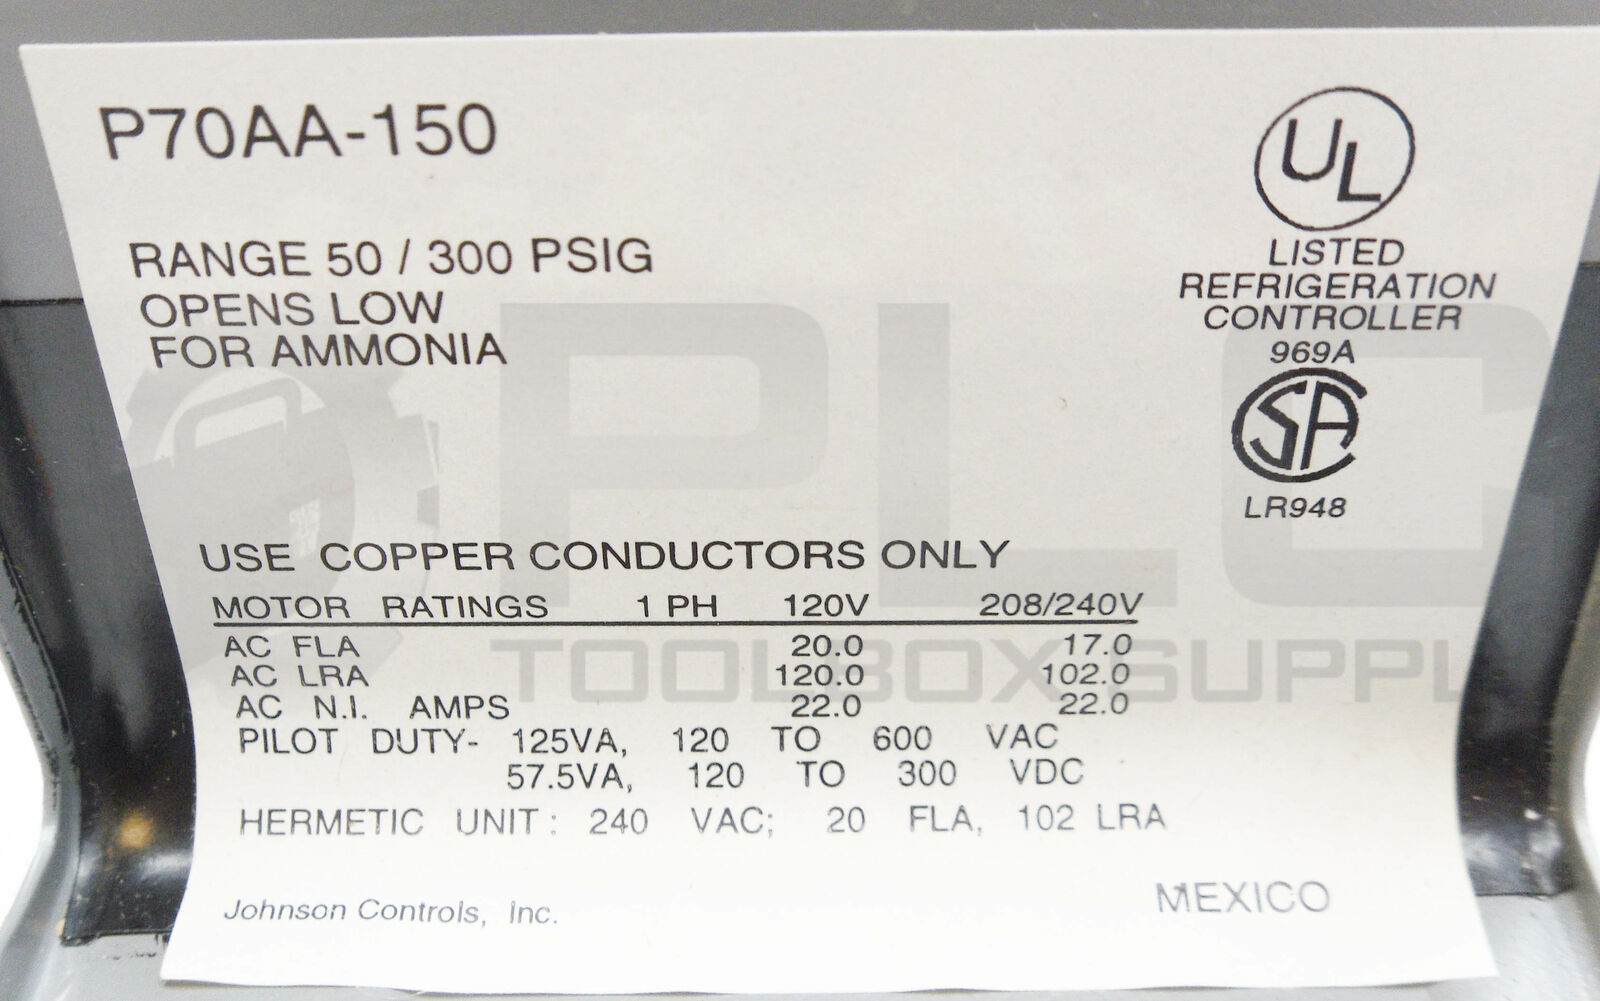 P70AA-150
RANGE 50 / 300 PSIG
OPENS LOW
FOR AMMONIA
UL
LISTED
REFRIGERATION
CONTROLLER
969A
SA
LR948
USE COPPER CONDUCTORS ONLY
MOTOR RATINGS 1 PH 120V 208/240V
AC FLA 20.0 17.0
AC LRA 120.0 102.0
AC N.I. AMPS 22.0 22.0
PILOT DUTY- 125VA, 120 TO 600 VAC
57.5VA, 120 TO 300 VDC
HERMETIC UNIT: 240 VAC; 20 FLA, 102 LRA
Johnson Controls, Inc.
MEXICO
PLC
TOOLBOX SUPPL